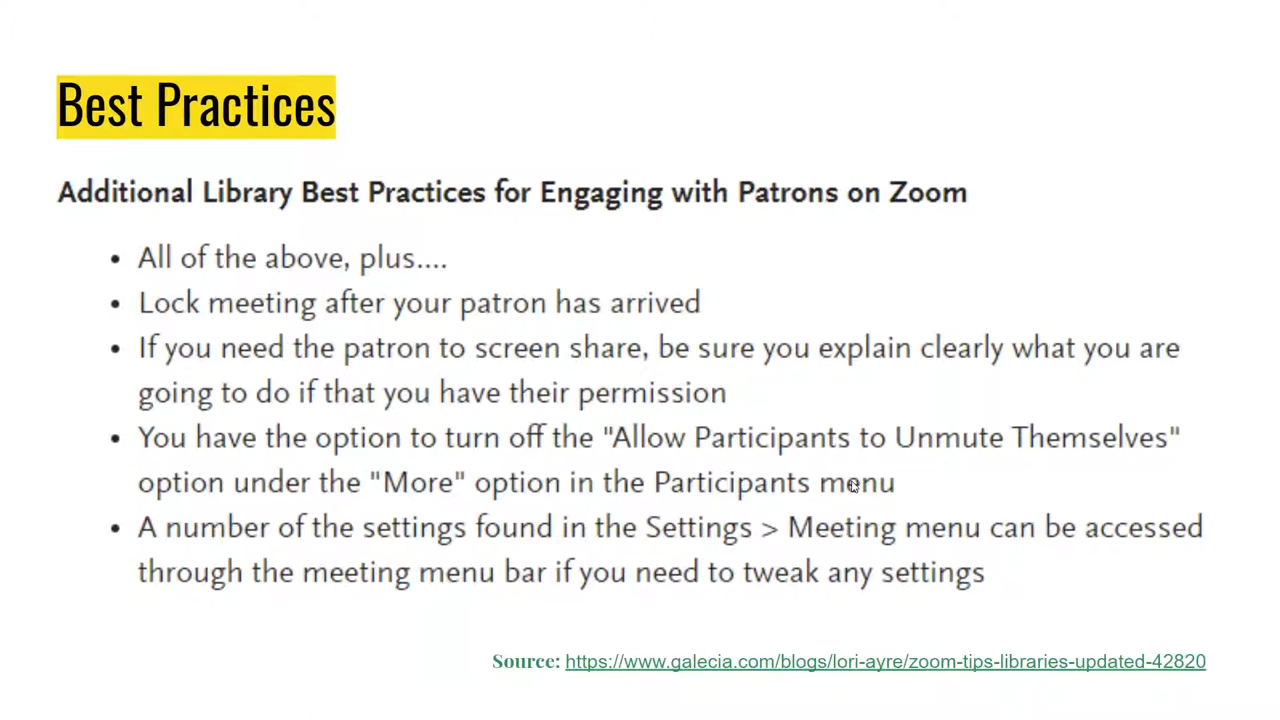 Best Practices
Additional Library Best Practices for Engaging with Patrons on Zoom
• All of the above, plus....
• Lock meeting after your patron has arrived
• If you need the patron to screen share, be sure you explain clearly what you are
going to do if that you have their permission
• You have the option to turn off the "Allow Participants to Unmute Themselves"
option under the "More" option in the Participants menu
• A number of the settings found in the Settings > Meeting menu can be accessed
through the meeting menu bar if you need to tweak any settings
Source: https://www.galecia.com/blogs/lori-ayre/zoom-tips-libraries-updated-42820